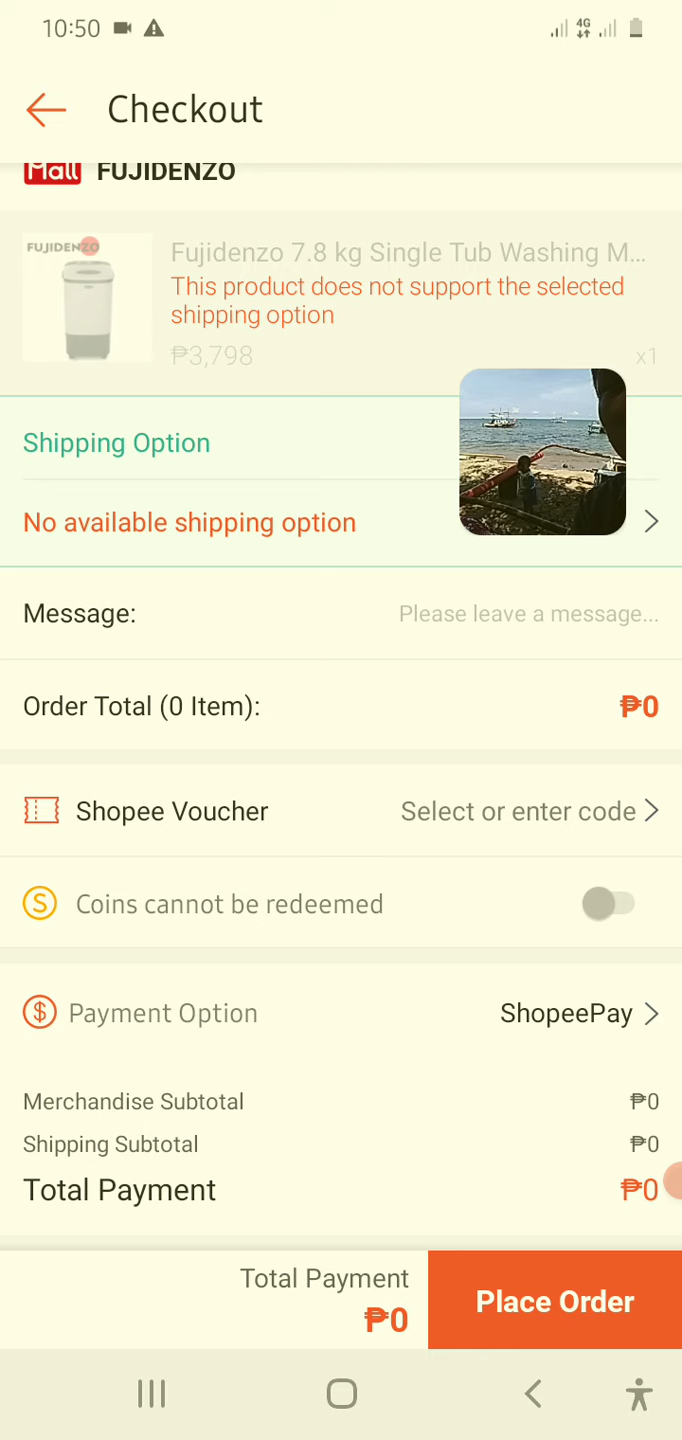 10:50
4G
Checkout
Mall FUJIDENZO
FUJIDENZO
Fujidenzo 7.8 kg Single Tub Washing M...
This product does not support the selected
shipping option
₱3,798
x1
Shipping Option
No available shipping option
Message:
Please leave a message...
Order Total (0 Item):
₱0
Shopee Voucher
Select or enter code
Coins cannot be redeemed
Payment Option
ShopeePay
Merchandise Subtotal
₱0
Shipping Subtotal
₱0
Total Payment
₱0
Total Payment
₱0
Place Order